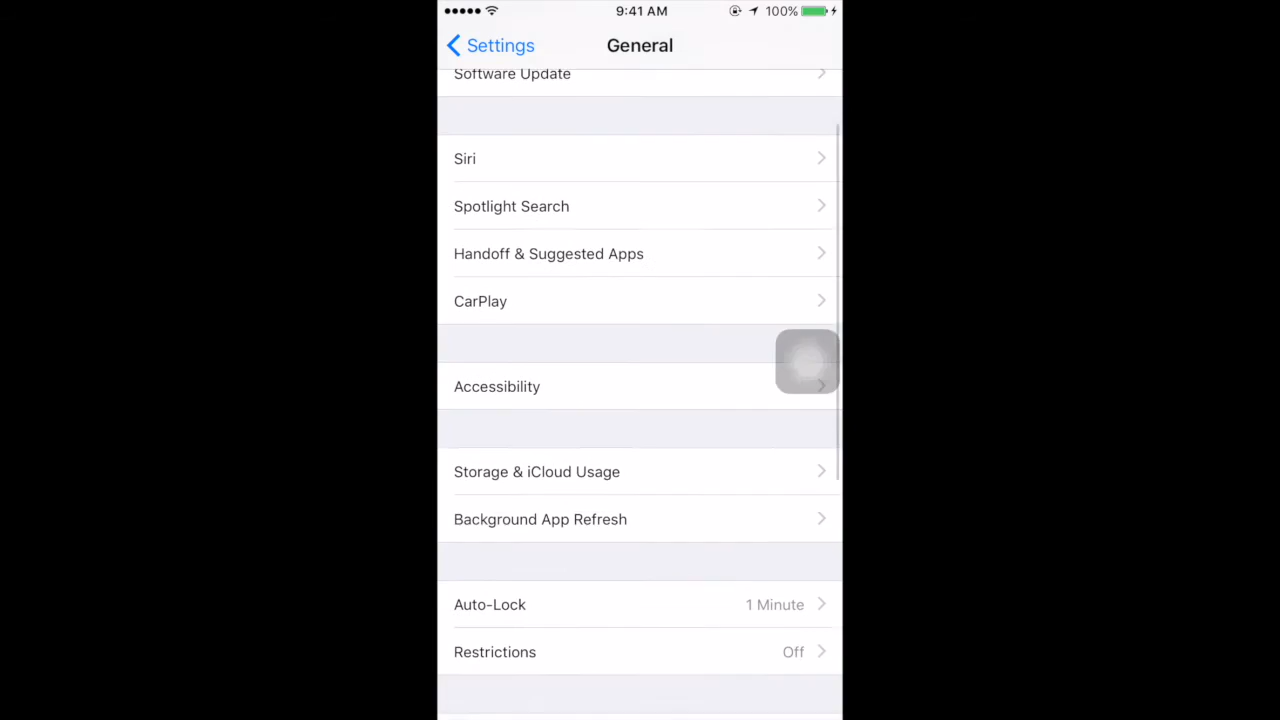 9:41 AM
100%
Settings
General
Software Update
Siri
Spotlight Search
Handoff & Suggested Apps
CarPlay
Accessibility
Storage & iCloud Usage
Background App Refresh
Auto-Lock 1 Minute
Restrictions Off